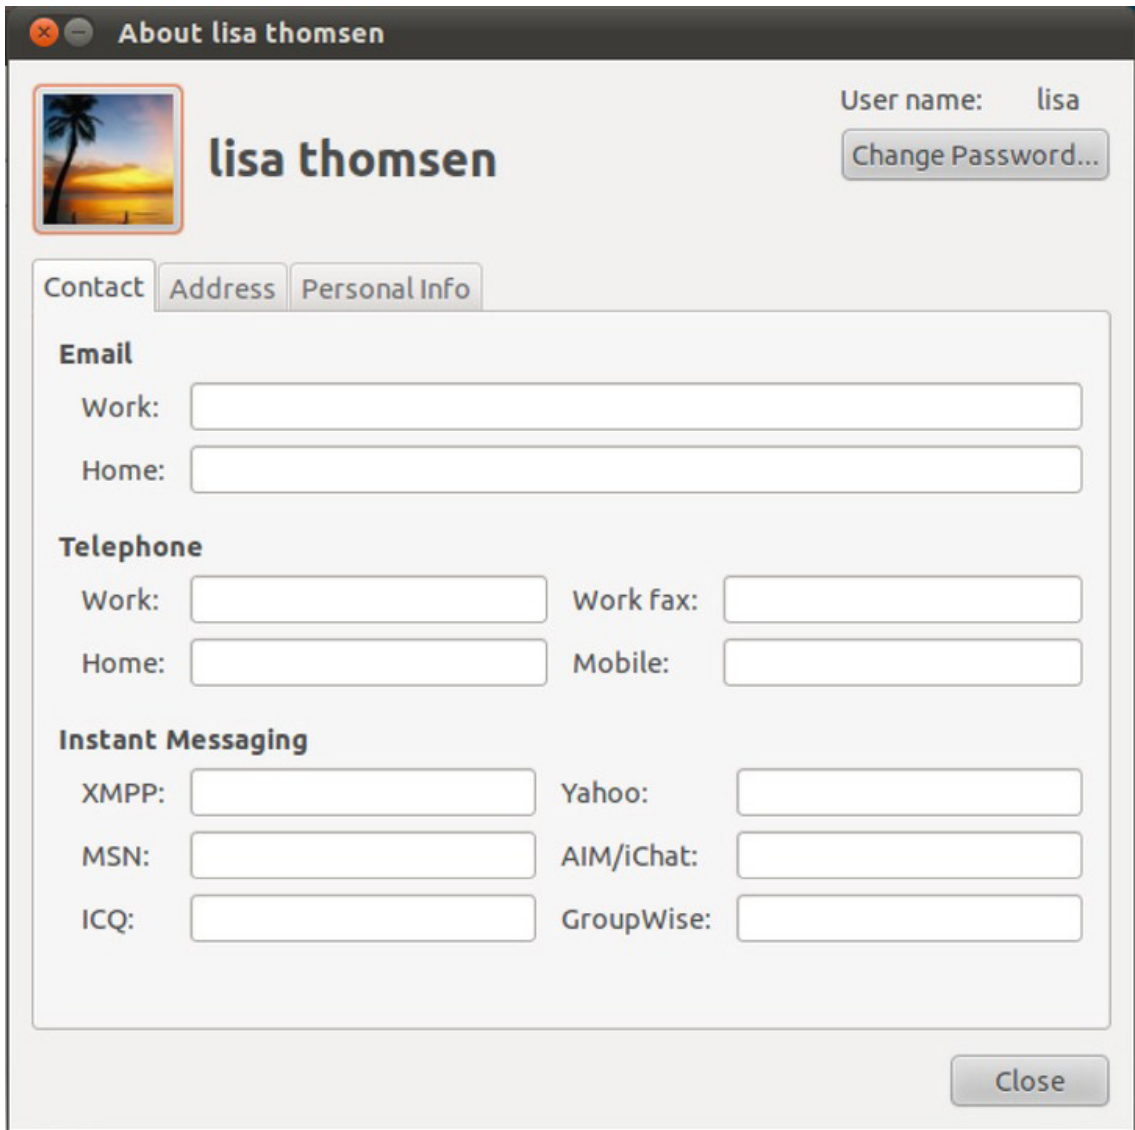 About lisa thomsen
User name: lisa
lisa thomsen
Change Password...
Contact Address Personal Info
Email
Work:
Home:
Telephone
Work: Work fax:
Home: Mobile:
Instant Messaging
XMPP: Yahoo:
MSN: AIM/iChat:
ICQ: GroupWise:
Close